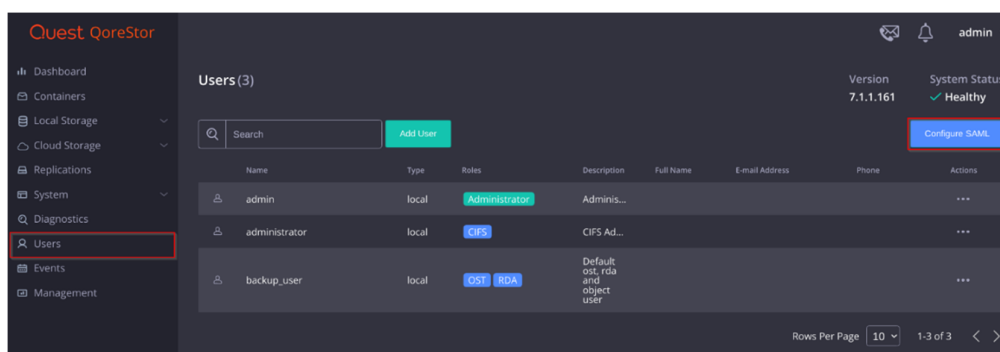 Quest QoreStor
admin
Dashboard
Containers
Local Storage
Cloud Storage
Replications
System
Diagnostics
Users
Events
Management
Users (3)
Version
7.1.1.161
System Status
Healthy
Search
Add User
Configure SAML
Name Type Roles Description Full Name E-mail Address Phone Actions
admin local Administrator Adminis... ...
administrator local CIFS CIFS Ad... ...
backup_user local OST RDA Default
ost, rda
and
object
user
...
Rows Per Page 10 1-3 of 3